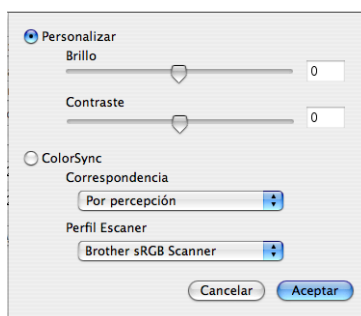 Personalizar
Brillo
0
Contraste
0
ColorSync
Correspondencia
Por percepción
Perfil Escaner
Brother sRGB Scanner
Cancelar Aceptar